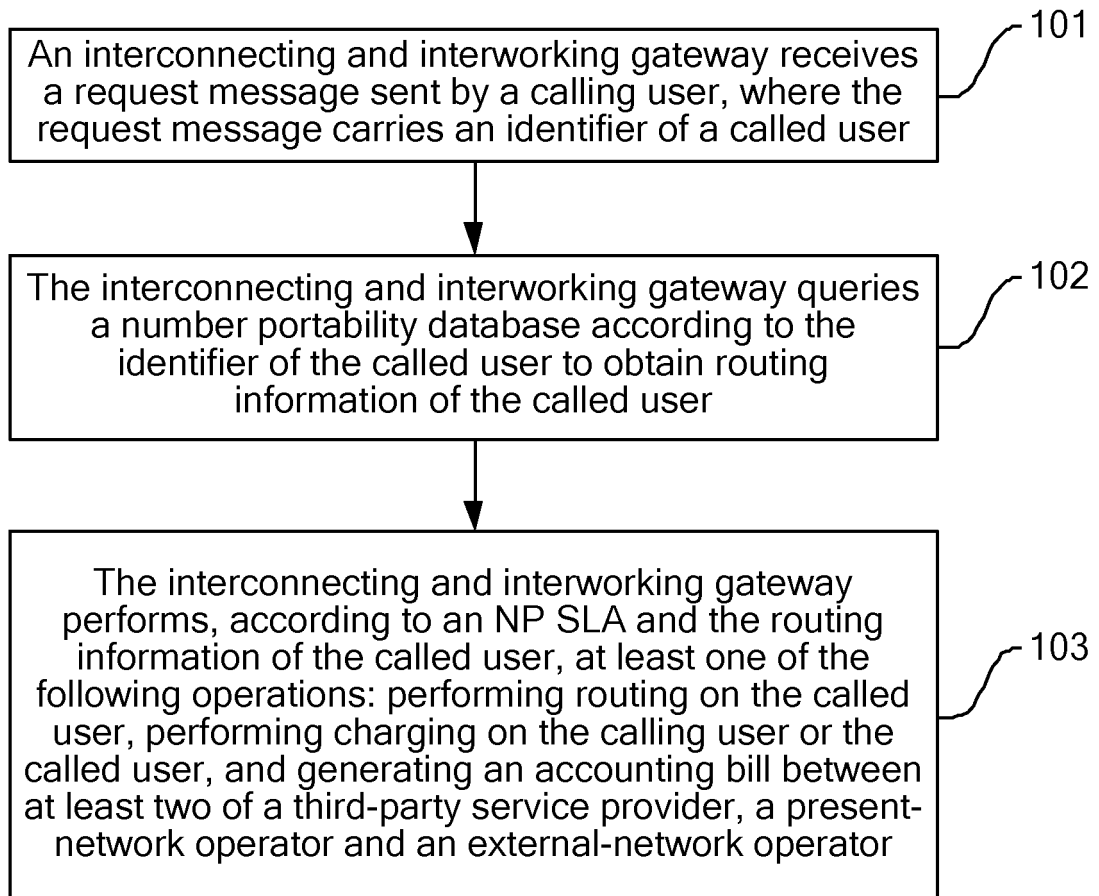 101
An interconnecting and interworking gateway receives
a request message sent by a calling user, where the
request message carries an identifier of a called user
102
The interconnecting and interworking gateway queries
a number portability database according to the
identifier of the called user to obtain routing
information of the called user
103
The interconnecting and interworking gateway
performs, according to an NP SLA and the routing
information of the called user, at least one of the
following operations: performing routing on the called
user, performing charging on the calling user or the
called user, and generating an accounting bill between
at least two of a third-party service provider, a present-
network operator and an external-network operator